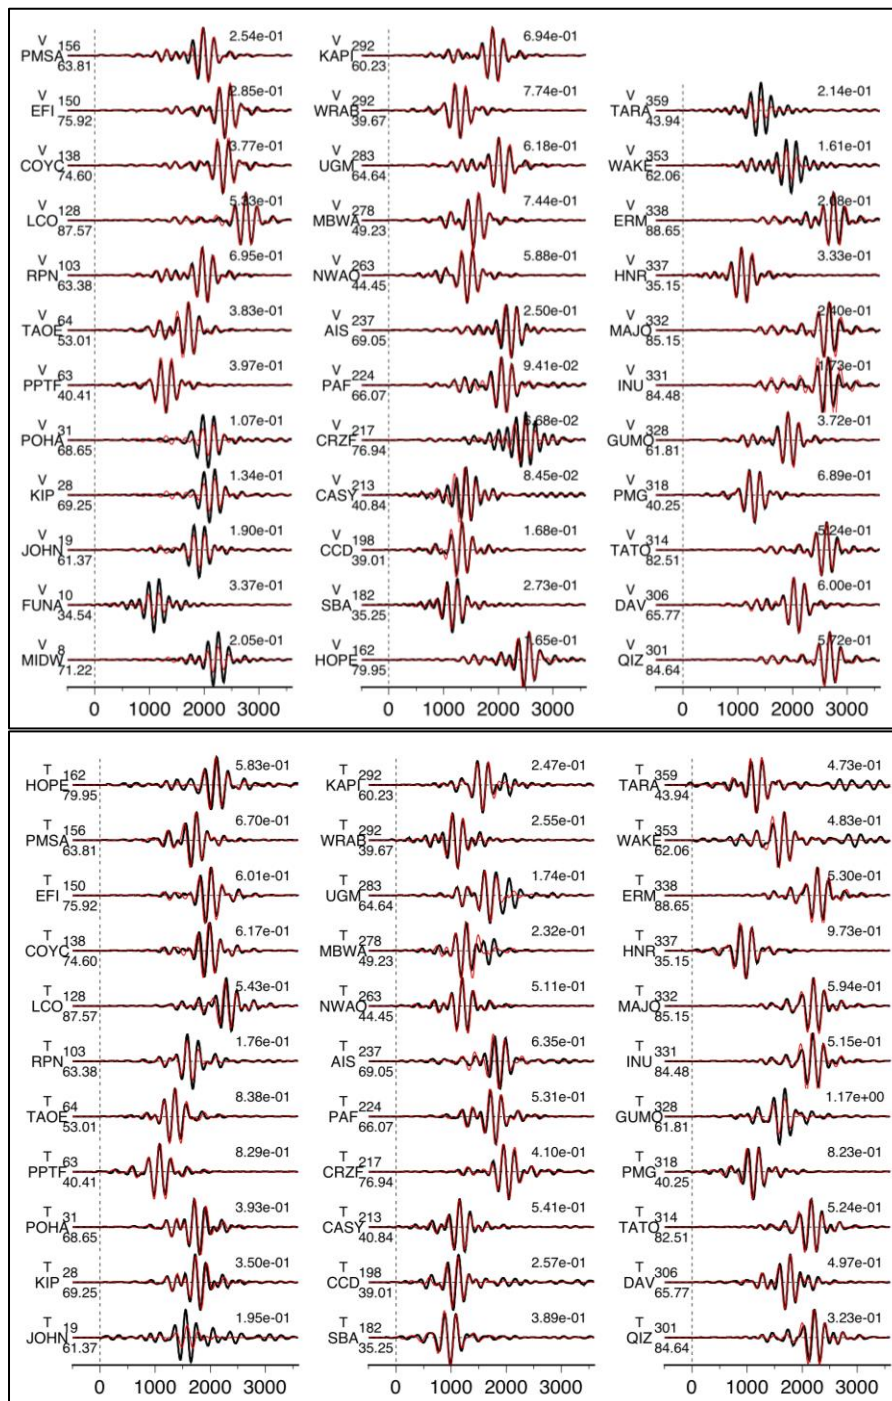 V 156 2.54e-01
PMSA
63.81
V 150 2.85e-01
EFI
75.92
V 138 3.77e-01
COYC
74.60
V 128
LCO
87.57
V 103 6.95e-01
RPN
63.38
V 64 3.83e-01
TAOE
53.01
V 63 3.97e-01
PPTF
40.41
V 31 1.07e-01
POHA
68.65
V 28 1.34e-01
KIP
69.25
V 19 1.90e-01
JOHN
61.37
V 10 3.37e-01
FUNA
34.54
V 8 2.05e-01
MIDW
71.22
0 1000 2000 3000
V 292 6.94e-01
KAPI
60.23
V 292 7.74e-01
WRAB
39.67
V 283 6.18e-01
UGM
64.64
V 278 7.44e-01
MBWA
49.23
V 263 5.88e-01
NWAO
44.45
V 237 2.50e-01
AIS
69.05
V 224 9.41e-02
PAF
66.07
V 217
CRZF
76.94
V 213 8.45e-02
CASY
40.84
V 198 1.68e-01
CCD
39.01
V 182 2.73e-01
SBA
35.25
V 162 1.65e-01
HOPE
79.95
0 1000 2000 3000
V 359 2.14e-01
TARA
43.94
V 353 1.61e-01
WAKE
62.06
V 338
ERM
88.65
V 337 3.33e-01
HNR
35.15
V 332
MAJO
85.15
V 331 1.73e-01
INU
84.48
V 328 3.72e-01
GUMO
61.81
V 318 6.89e-01
PMG
40.25
V 314 5.24e-01
TATO
82.51
V 306 6.00e-01
DAV
65.77
V 301 5.72e-01
QIZ
84.64
0 1000 2000 3000
T 162 5.83e-01
HOPE
79.95
T 156 6.70e-01
PMSA
63.81
T 150 6.01e-01
EFI
75.92
T 138 6.17e-01
COYC
74.60
T 128 5.43e-01
LCO
87.57
T 103 1.76e-01
RPN
63.38
T 64 8.38e-01
TAOE
53.01
T 63 8.29e-01
PPTF
40.41
T 31 3.93e-01
POHA
68.65
T 28 3.50e-01
KIP
69.25
T 19 1.95e-01
JOHN
61.37
0 1000 2000 3000
T 292 2.47e-01
KAPI
60.23
T 292 2.55e-01
WRAB
39.67
T 283 1.74e-01
UGM
64.64
T 278 2.32e-01
MBWA
49.23
T 263 5.11e-01
NWAO
44.45
T 237 6.35e-01
AIS
69.05
T 224 5.31e-01
PAF
66.07
T 217 4.10e-01
CRZF
76.94
T 213 5.41e-01
CASY
40.84
T 198 2.57e-01
CCD
39.01
T 182 3.89e-01
SBA
35.25
0 1000 2000 3000
T 359 4.73e-01
TARA
43.94
T 353 4.83e-01
WAKE
62.06
T 338 5.30e-01
ERM
88.65
T 337 9.73e-01
HNR
35.15
T 332 5.94e-01
MAJO
85.15
T 331 5.15e-01
INU
84.48
T 328 1.17e+00
GUMO
61.81
T 318 8.23e-01
PMG
40.25
T 314 5.24e-01
TATO
82.51
T 306 4.97e-01
DAV
65.77
T 301 3.23e-01
QIZ
84.64
0 1000 2000 3000